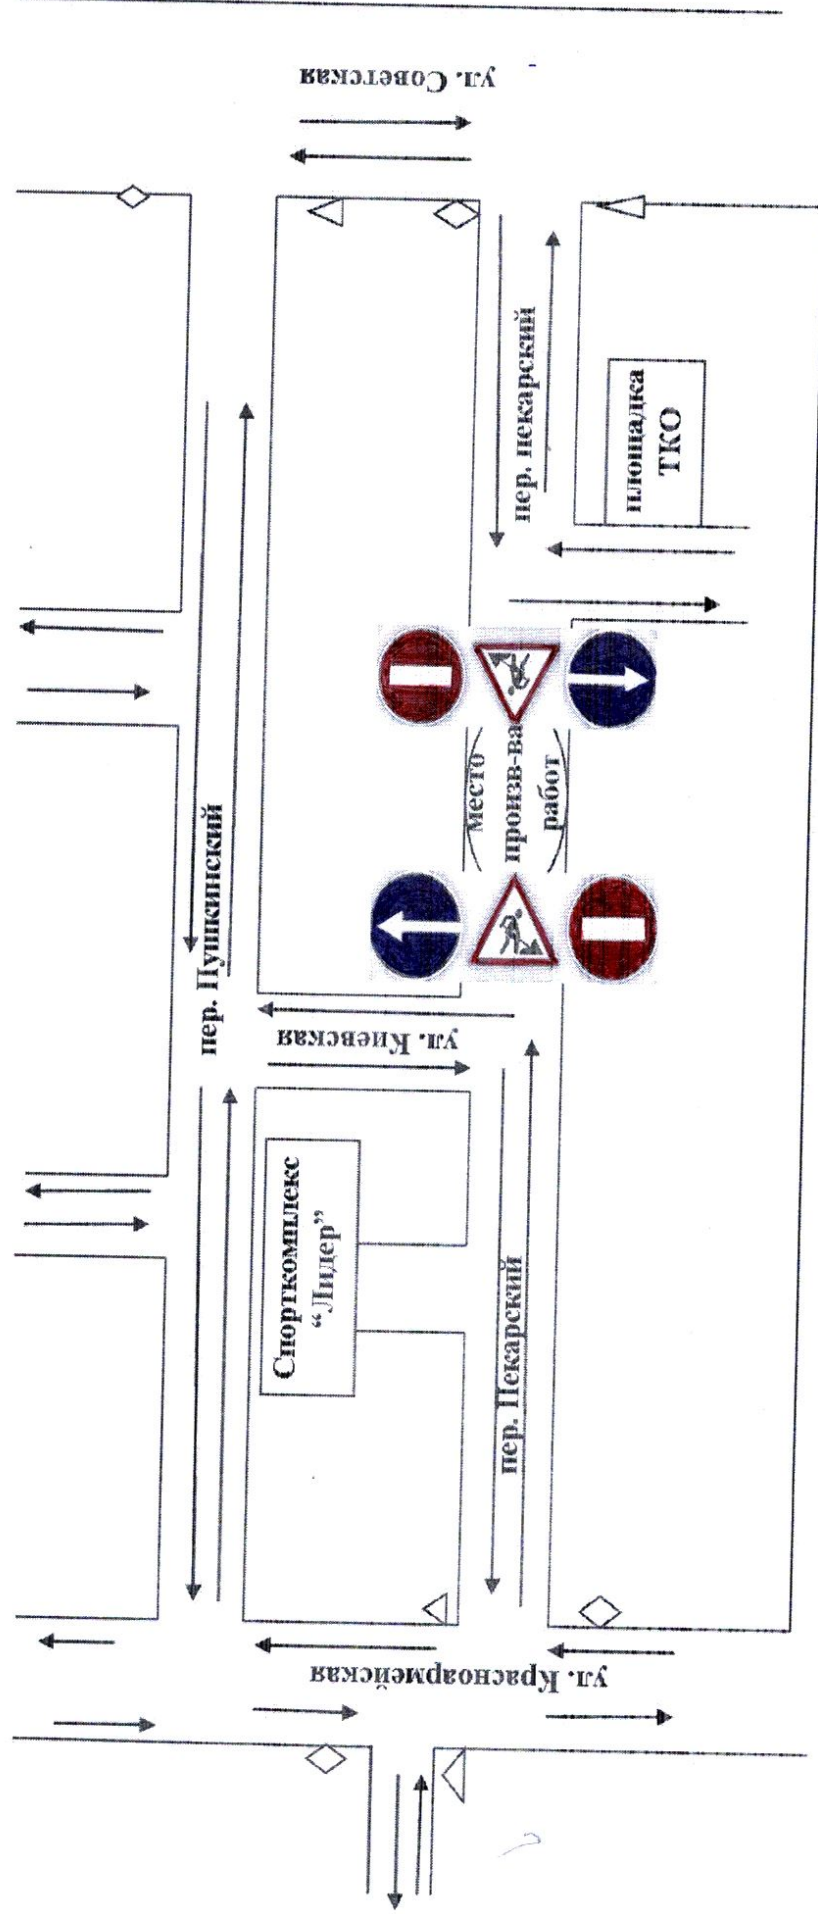 ул. Советская
пер. пекарский
площадка
ТКО
пер. Пушкинский
место
произв-ва
работ
ул. Киевская
Спорткомплекс
“Лидер”
пер. Пекарский
ул. Красноармейская